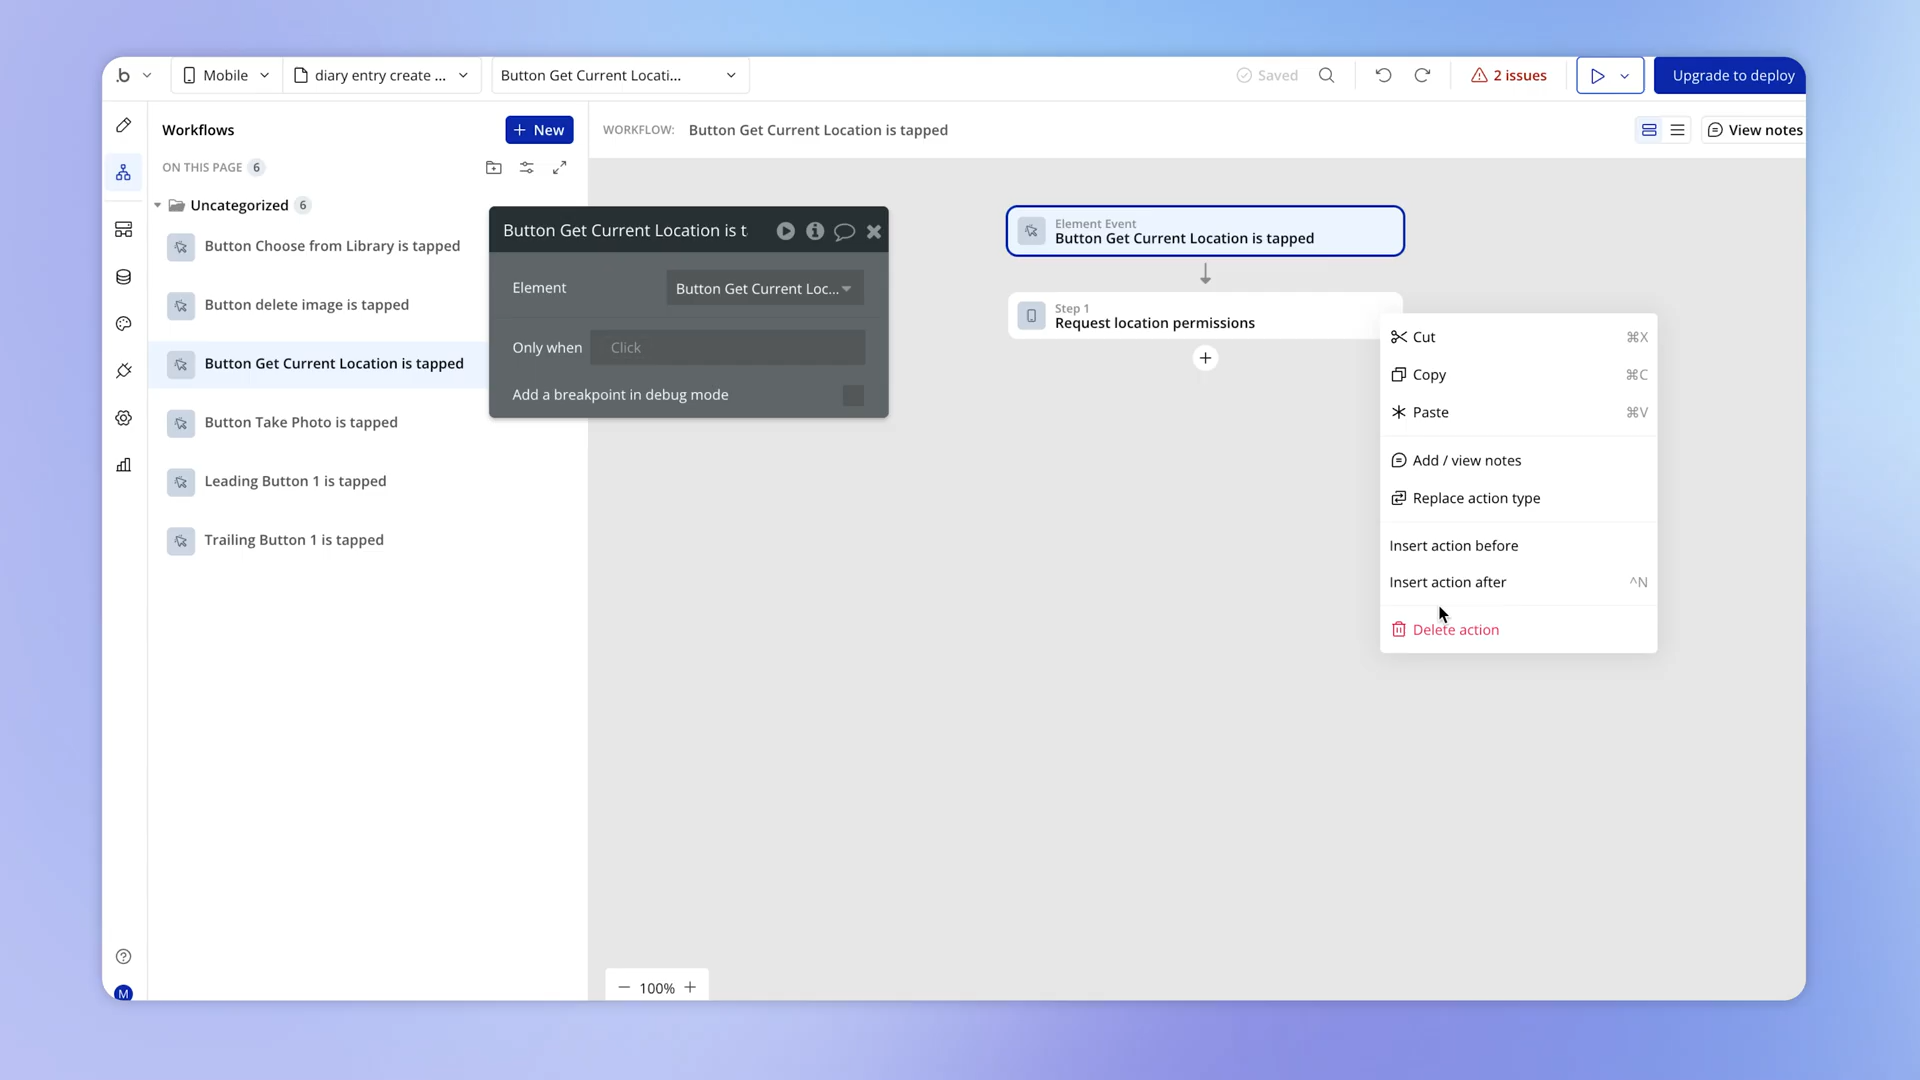 .b
Mobile
diary entry create ...
Button Get Current Locati...
Saved
2 issues
Upgrade to deploy
Workflows
+ New
WORKFLOW: Button Get Current Location is tapped
View notes
ON THIS PAGE 6
Uncategorized 6
Button Choose from Library is tapped
Button delete image is tapped
Button Get Current Location is tapped
Button Take Photo is tapped
Leading Button 1 is tapped
Trailing Button 1 is tapped
Button Get Current Location is t
Element
Button Get Current Loc...
Only when
Click
Add a breakpoint in debug mode
Element Event
Button Get Current Location is tapped
Step 1
Request location permissions
Cut ⌘X
Copy ⌘C
Paste ⌘V
Add / view notes
Replace action type
Insert action before
Insert action after ^N
Delete action
M
100%